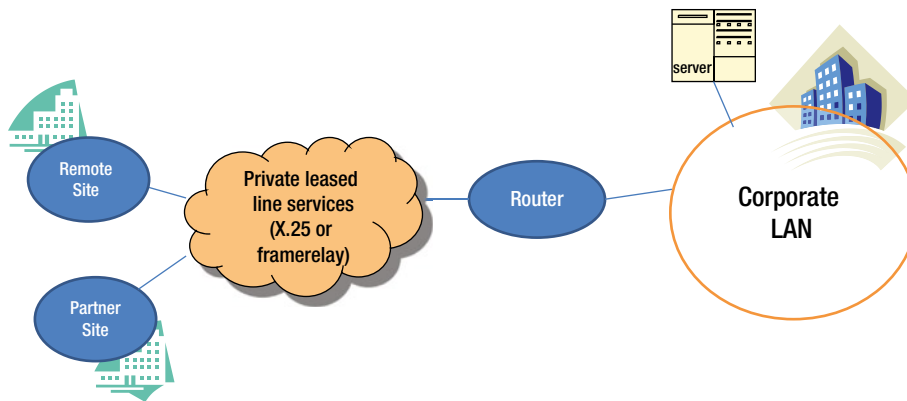 server
Remote
Site
Private leased
line services
(X.25 or
framerelay)
Router
Corporate
LAN
Partner
Site